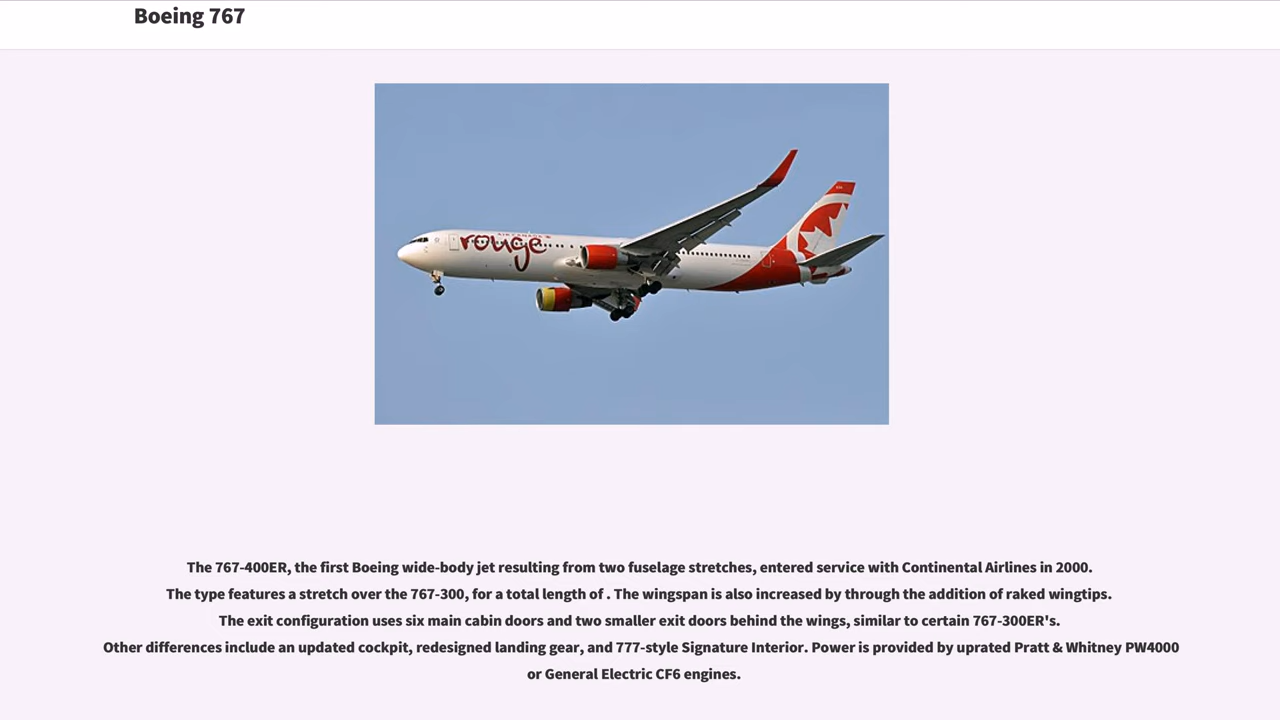 Boeing 767
rouge
The 767-400ER, the first Boeing wide-body jet resulting from two fuselage stretches, entered service with Continental Airlines in 2000.
The type features a stretch over the 767-300, for a total length of . The wingspan is also increased by through the addition of raked wingtips.
The exit configuration uses six main cabin doors and two smaller exit doors behind the wings, similar to certain 767-300ER's.
Other differences include an updated cockpit, redesigned landing gear, and 777-style Signature Interior. Power is provided by uprated Pratt & Whitney PW4000
or General Electric CF6 engines.